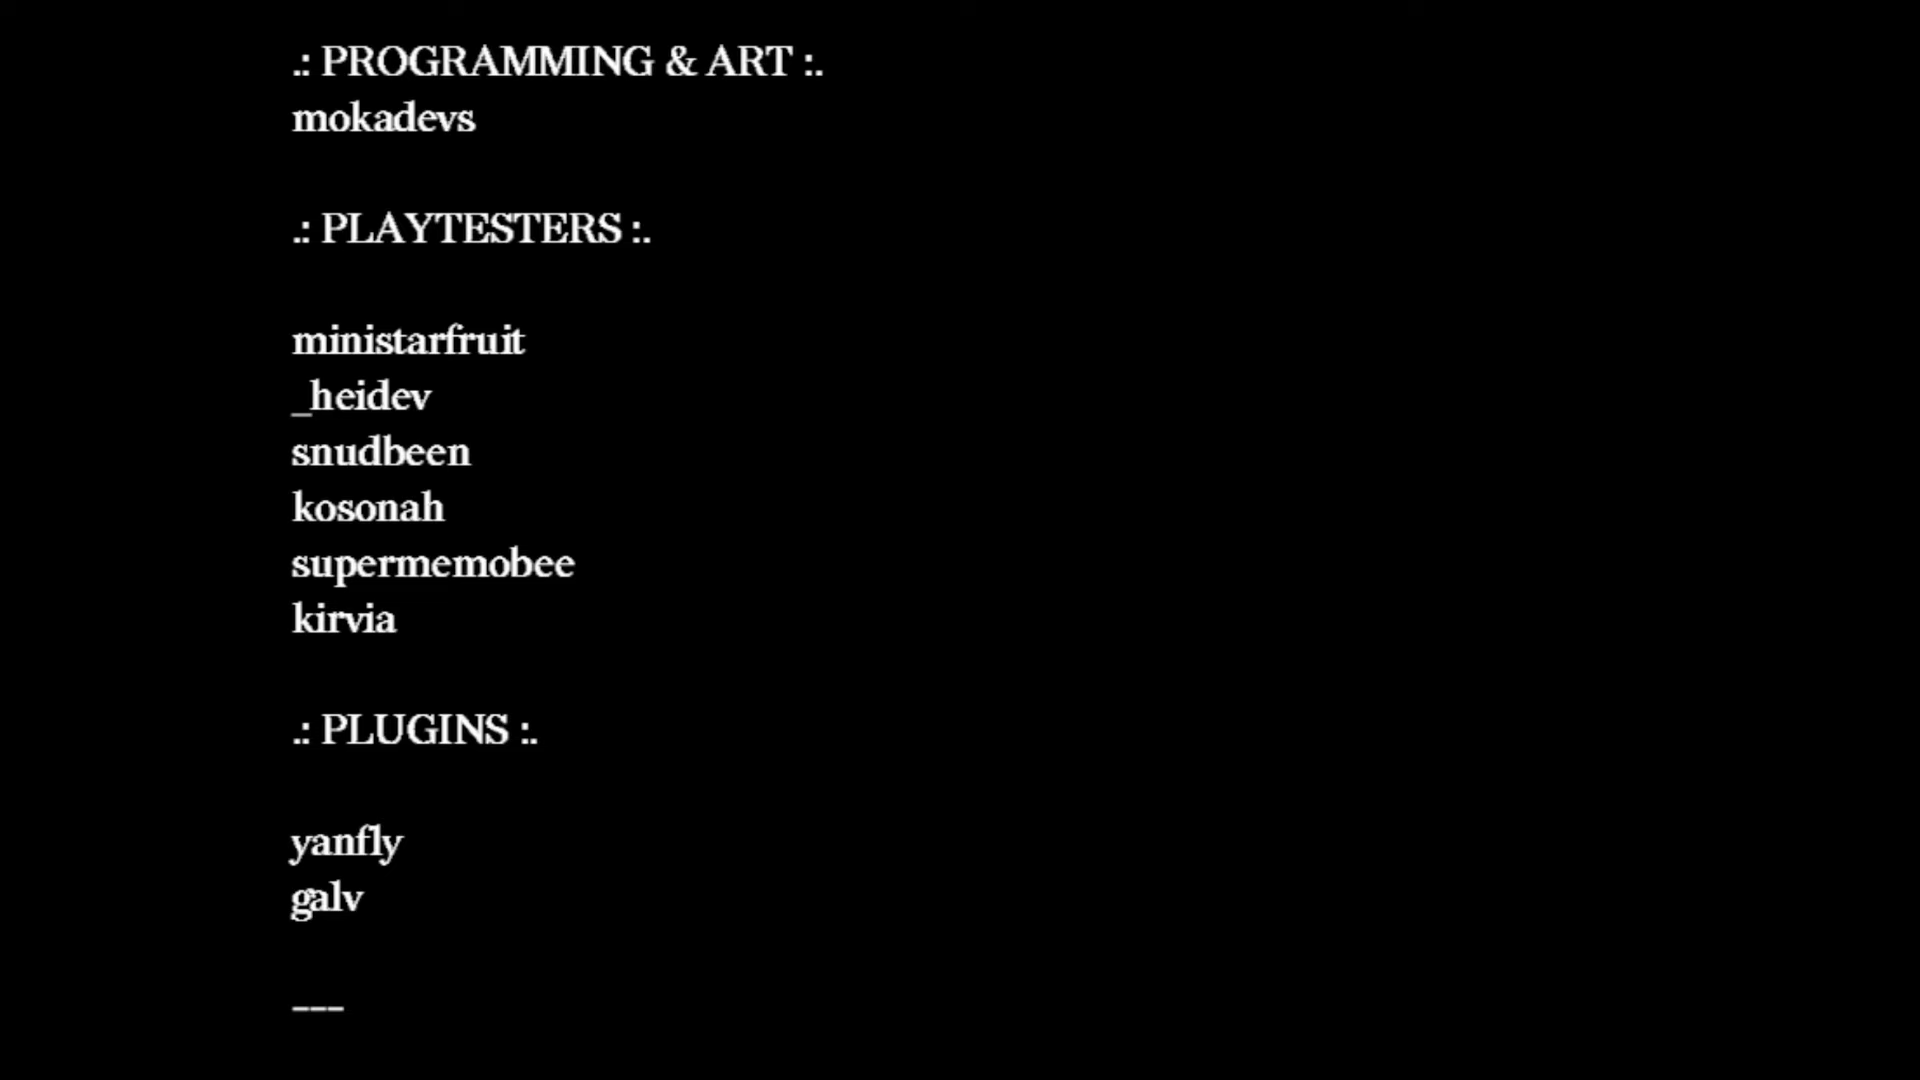 .: PROGRAMMING & ART :.
mokadevs
.: PLAYTESTERS :.
ministarfruit
_heidev
snudbeen
kosonah
supermemobee
kirvia
.: PLUGINS :.
yanfly
galv
---